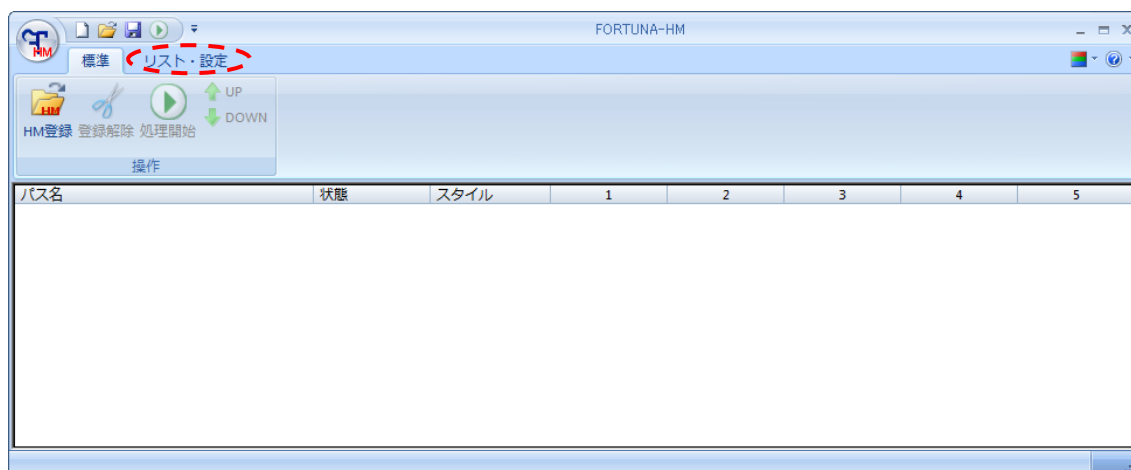 FORTUNA-HM
HM
標準 リスト・設定
HM
HM登録 登録解除 処理開始 UP DOWN
操作
パス名 状態 スタイル 1 2 3 4 5